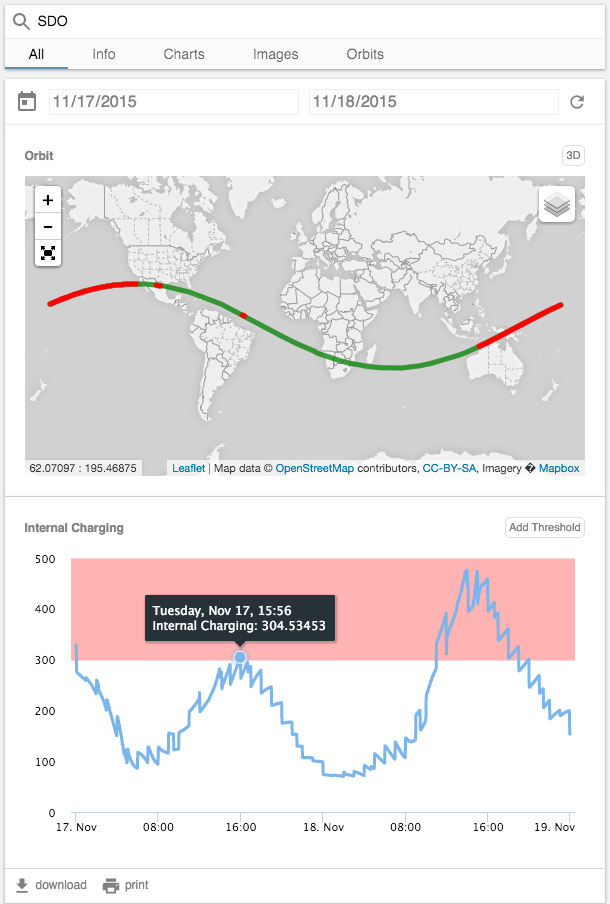 SDO
All Info Charts Images Orbits
11/17/2015 11/18/2015
Orbit 3D
+
−
62.07097 : 195.46875 Leaflet | Map data © OpenStreetMap contributors, CC-BY-SA, Imagery � Mapbox
Internal Charging Add Threshold
500
400
Tuesday, Nov 17, 15:56
Internal Charging: 304.53453
300
200
100
0
17. Nov 08:00 16:00 18. Nov 08:00 16:00 19. Nov
download print